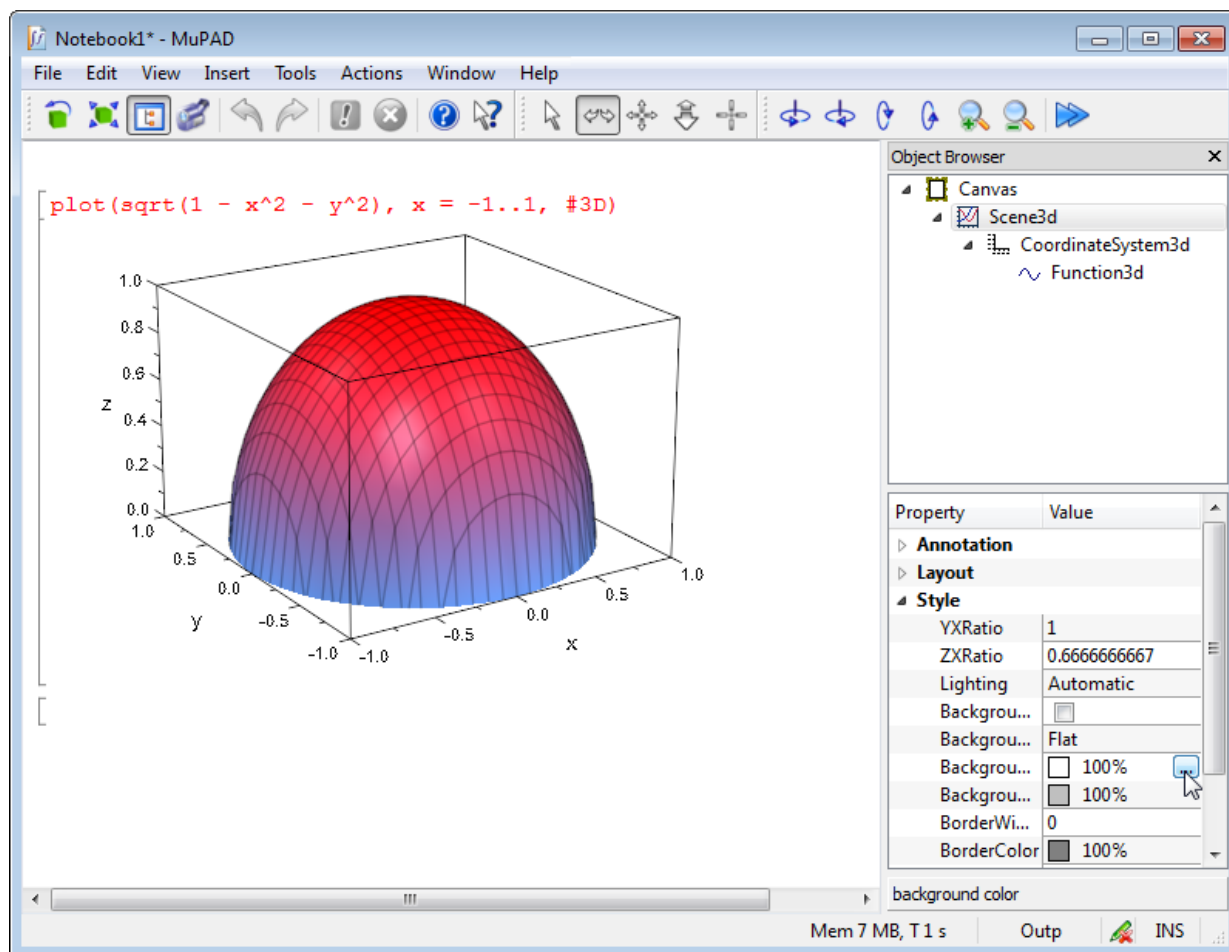 Notebook1* - MuPAD
File Edit View Insert Tools Actions Window Help
plot(sqrt(1 - x^2 - y^2), x = -1..1, #3D)
1.0
0.8
0.6
0.4
0.2
0.0
z
1.0
0.5
0.0
-0.5
-1.0
y
-1.0
-0.5
0.0
0.5
1.0
x
Object Browser
Canvas
Scene3d
CoordinateSystem3d
Function3d
Property Value
Annotation
Layout
Style
YXRatio 1
ZXRatio 0.6666666667
Lighting Automatic
Backgrou...
Backgrou... Flat
Backgrou... 100% ...
Backgrou... 100%
BorderWi... 0
BorderColor 100%
background color
Mem 7 MB, T 1 s Outp INS